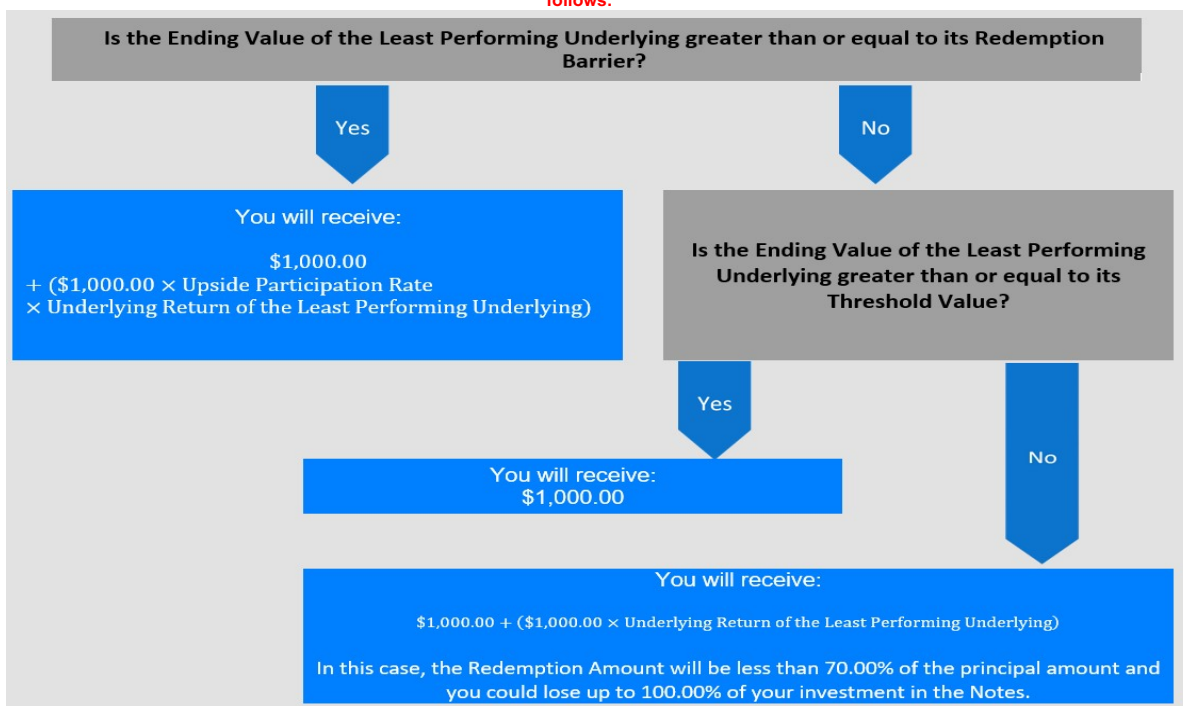 follows:
Is the Ending Value of the Least Performing Underlying greater than or equal to its Redemption
Barrier?
Yes
No
You will receive:
$1,000.00
+ ($1,000.00 × Upside Participation Rate
× Underlying Return of the Least Performing Underlying)
Is the Ending Value of the Least Performing
Underlying greater than or equal to its
Threshold Value?
Yes
No
You will receive:
$1,000.00
You will receive:
$1,000.00 + ($1,000.00 × Underlying Return of the Least Performing Underlying)
In this case, the Redemption Amount will be less than 70.00% of the principal amount and
you could lose up to 100.00% of your investment in the Notes.